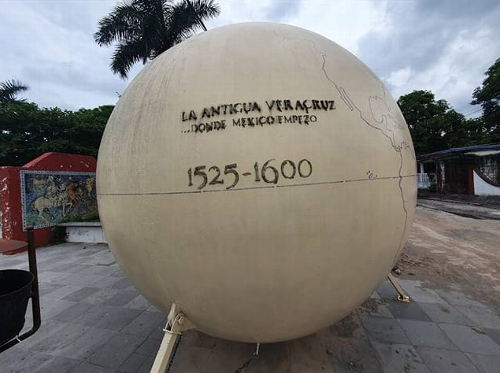 LA ANTIGUA VERACRUZ
...DONDE MEXICO EMPEZO
1525-1600